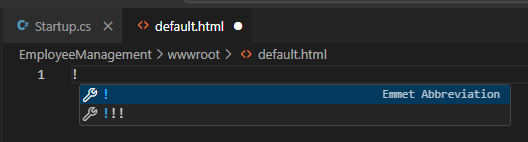 C# Startup.cs <> default.html
EmployeeManagement > wwwroot > <> default.html
1 !
! Emmet Abbreviation
!!!